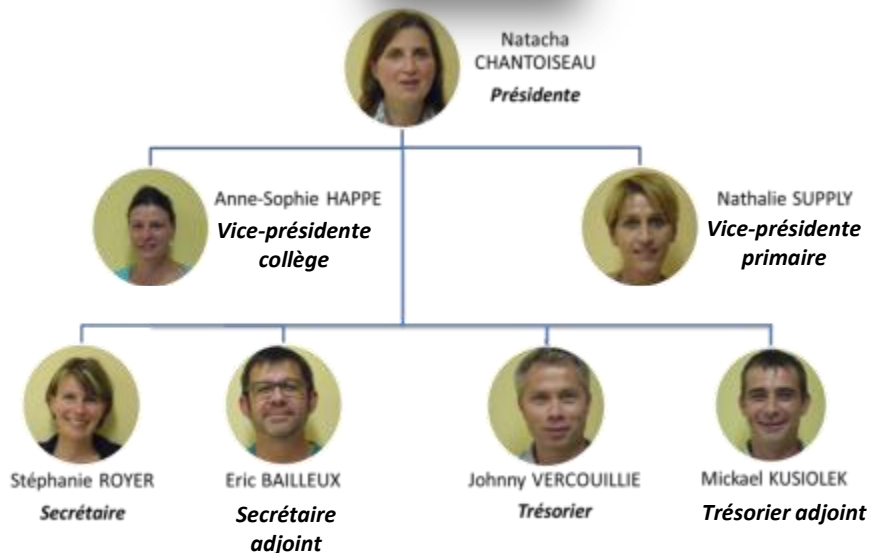 Natacha
CHANTOISEAU
Présidente
Anne-Sophie HAPPE
Vice-présidente
collège
Nathalie SUPPLY
Vice-présidente
primaire
Stéphanie ROYER
Secrétaire
Eric BAILLEUX
Secrétaire
adjoint
Johnny VERCOUILLIE
Trésorier
Mickael KUSIOLEK
Trésorier adjoint